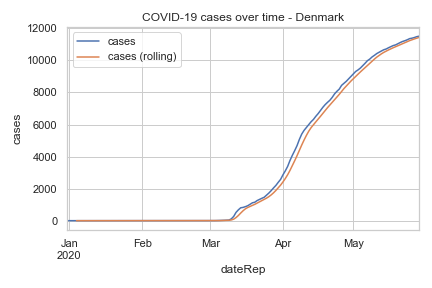 COVID-19 cases over time - Denmark
cases
cases (rolling)
12000
10000
8000
6000
4000
2000
0
cases
Jan Feb Mar Apr May
2020
dateRep